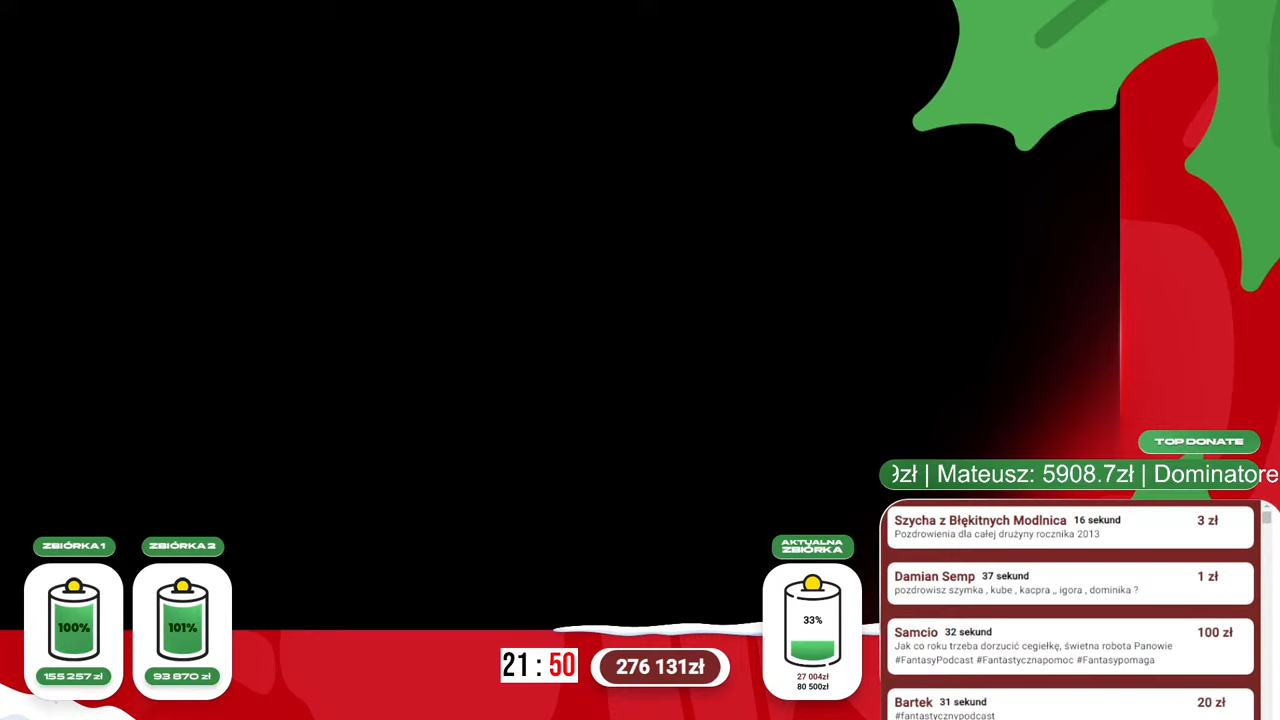 TOP DONATE
9zł | Mateusz: 5908.7zł | Dominatore
Szycha z Błękitnych Modlnica 16 sekund 3 zł
Pozdrowienia dla całej drużyny rocznika 2013
Damian Semp 37 sekund 1 zł
pozdrowisz szymka , kube , kacpra ,, igora , dominika ?
Samcio 32 sekund 100 zł
Jak co roku trzeba dorzucić cegiełkę, świetna robota Panowie
#FantasyPodcast #Fantastycznapomoc #Fantasypomaga
Bartek 31 sekund 20 zł
#fantastycznypodcast
ZBIÓRKA 1
100%
155 257 zł
ZBIÓRKA 2
101%
93 870 zł
21 : 50
276 131zł
AKTUALNA
ZBIÓRKA
33%
27 004zł
80 500zł